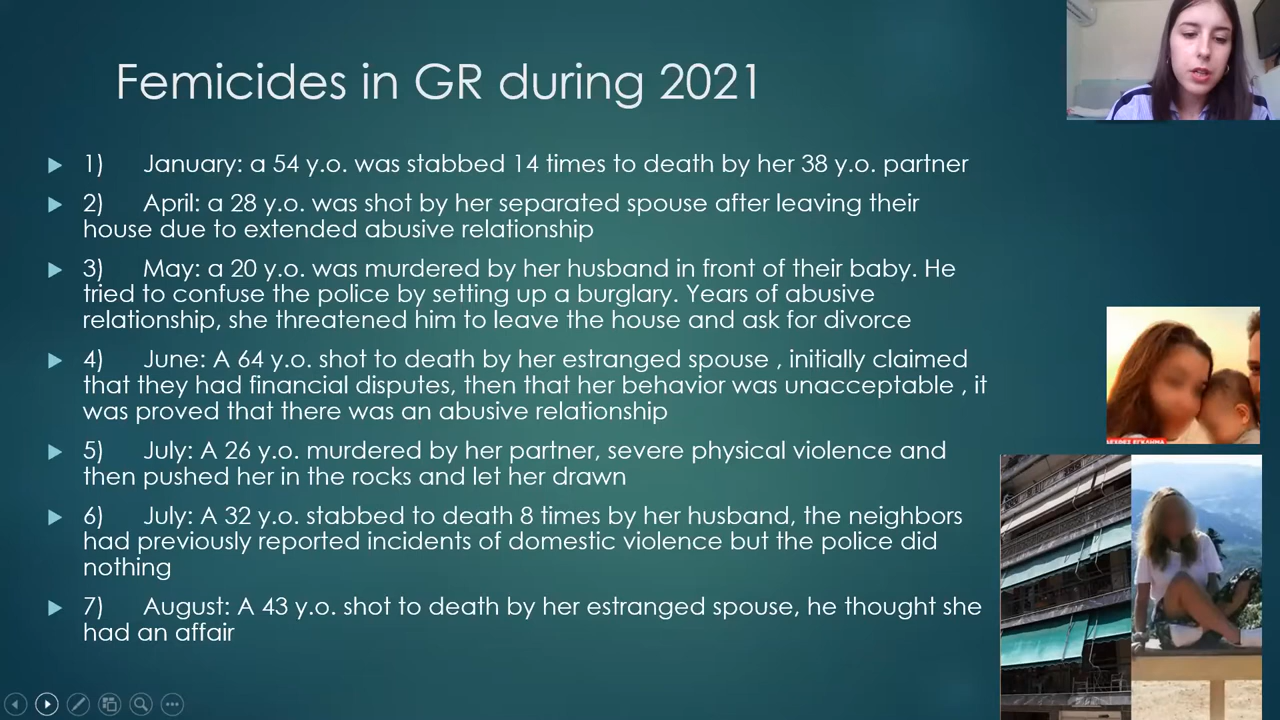 Femicides in GR during 2021
1) January: a 54 y.o. was stabbed 14 times to death by her 38 y.o. partner
2) April: a 28 y.o. was shot by her separated spouse after leaving their
house due to extended abusive relationship
3) May: a 20 y.o. was murdered by her husband in front of their baby. He
tried to confuse the police by setting up a burglary. Years of abusive
relationship, she threatened him to leave the house and ask for divorce
4) June: A 64 y.o. shot to death by her estranged spouse , initially claimed
that they had financial disputes, then that her behavior was unacceptable , it
was proved that there was an abusive relationship
5) July: A 26 y.o. murdered by her partner, severe physical violence and
then pushed her in the rocks and let her drawn
6) July: A 32 y.o. stabbed to death 8 times by her husband, the neighbors
had previously reported incidents of domestic violence but the police did
nothing
7) August: A 43 y.o. shot to death by her estranged spouse, he thought she
had an affair